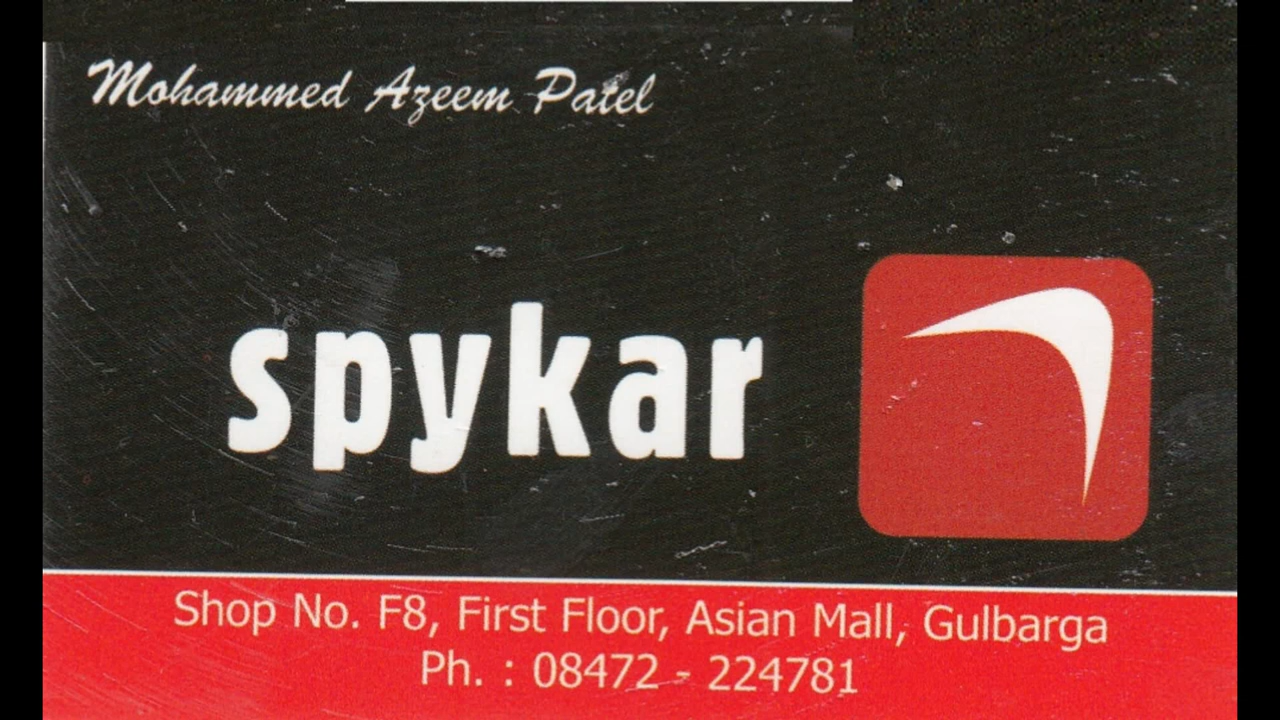 Mohammed Azeem Patel
spykar
Shop No. F8, First Floor, Asian Mall, Gulbarga
Ph. : 08472 - 224781